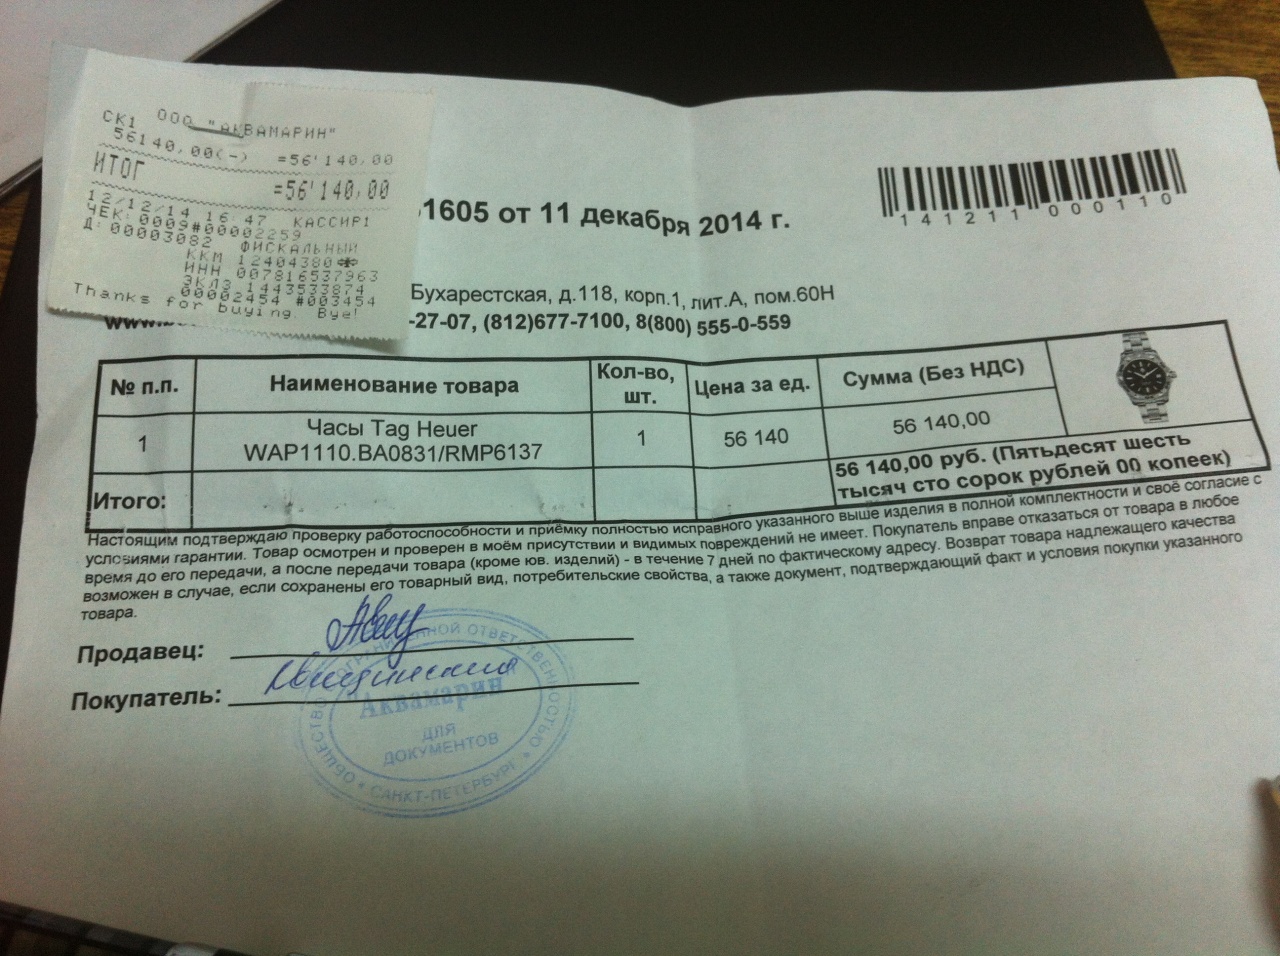 СК1 ООО "АКВАМАРИН"
56140,00(-) =56'140,00
ИТОГ =56'140,00
12/12/14 16:47 КАССИР1
ЧЕК: 0009#00002259
Д: 00003082 ФИСКАЛЬНЫЙ
ККМ 12404380
ИНН 007816537963
ЭКЛЗ 1443533874
00002454 #003454
Thanks for buying. Bye!
1605 от 11 декабря 2014 г.
141211000110
Бухарестская, д.118, корп.1, лит.А, пом.60Н
-27-07, (812)677-7100, 8(800) 555-0-559
№ п.п. Наименование товара Кол-во, шт. Цена за ед. Сумма (Без НДС)
1 Часы Tag Heuer WAP1110.BA0831/RMP6137 1 56 140 56 140,00
Итого: 56 140,00 руб. (Пятьдесят шесть
тысяч сто сорок рублей 00 копеек)
Настоящим подтверждаю проверку работоспособности и приёмку полностью исправного указанного выше изделия в полной комплектности и своё согласие с
условиями гарантии. Товар осмотрен и проверен в моём присутствии и видимых повреждений не имеет. Покупатель вправе отказаться от товара в любое
время до его передачи, а после передачи товара (кроме юв. изделий) - в течение 7 дней по фактическому адресу. Возврат товара надлежащего качества
возможен в случае, если сохранены его товарный вид, потребительские свойства, а также документ, подтверждающий факт и условия покупки указанного
товара.
Продавец:
Покупатель:
ОБЩЕСТВО С ОГРАНИЧЕННОЙ ОТВЕТСТВЕННОСТЬЮ
"Аквамарин"
ДЛЯ
ДОКУМЕНТОВ
САНКТ-ПЕТЕРБУРГ